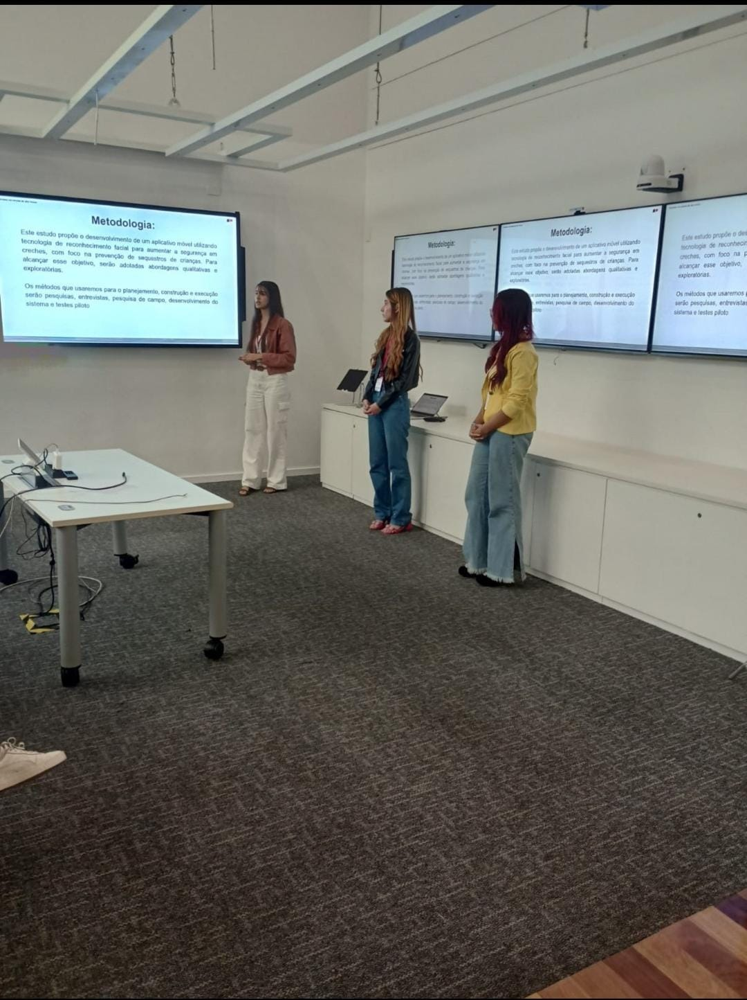 Metodologia:
Este estudo propõe o desenvolvimento de um aplicativo móvel utilizando
tecnologia de reconhecimento facial para aumentar a segurança em
creches, com foco na prevenção de sequestros de crianças. Para
alcançar esse objetivo, serão adotadas abordagens qualitativas e
exploratórias.
Os métodos que usaremos para o planejamento, construção e execução
serão pesquisas, entrevistas, pesquisa de campo, desenvolvimento do
sistema e testes piloto
Metodologia:
Metodologia:
Este estudo propõe o desenvolvimento de um aplicativo móvel utilizando
tecnologia de reconhecimento facial para aumentar a segurança em
creches, com foco na prevenção de sequestros de crianças. Para
alcançar esse objetivo, serão adotadas abordagens qualitativas e
exploratórias.
que usaremos para o planejamento, construção e execução
entrevistas, pesquisa de campo, desenvolvimento do
piloto
Este estudo propõe o des
tecnologia de reconhecim
creches, com foco na p
alcançar esse objetivo,
exploratórias.
Os métodos que usaremos
serão pesquisas, entrevistas
sistema e testes piloto